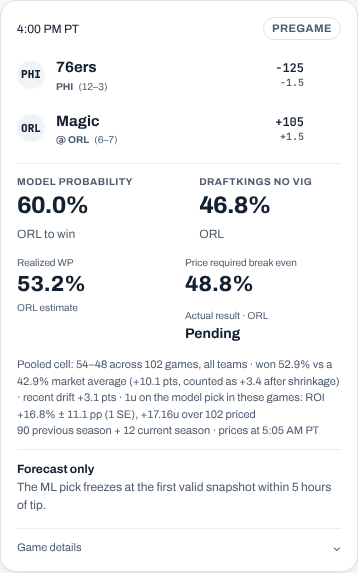 4:00 PM PT
PREGAME
PHI
76ers
-125
PHI (12–3)
-1.5
ORL
Magic
+105
@ ORL (6–7)
+1.5
MODEL PROBABILITY
DRAFTKINGS NO VIG
60.0%
46.8%
ORL to win
ORL
Realized WP
Price required break even
53.2%
48.8%
ORL estimate
Actual result · ORL
Pending
Pooled cell: 54–48 across 102 games, all teams · won 52.9% vs a
42.9% market average (+10.1 pts, counted as +3.4 after shrinkage)
· recent drift +3.1 pts · 1u on the model pick in these games: ROI
+16.8% ± 11.1 pp (1 SE), +17.16u over 102 priced
90 previous season + 12 current season · prices at 5:05 AM PT
Forecast only
The ML pick freezes at the first valid snapshot within 5 hours
of tip.
Game details